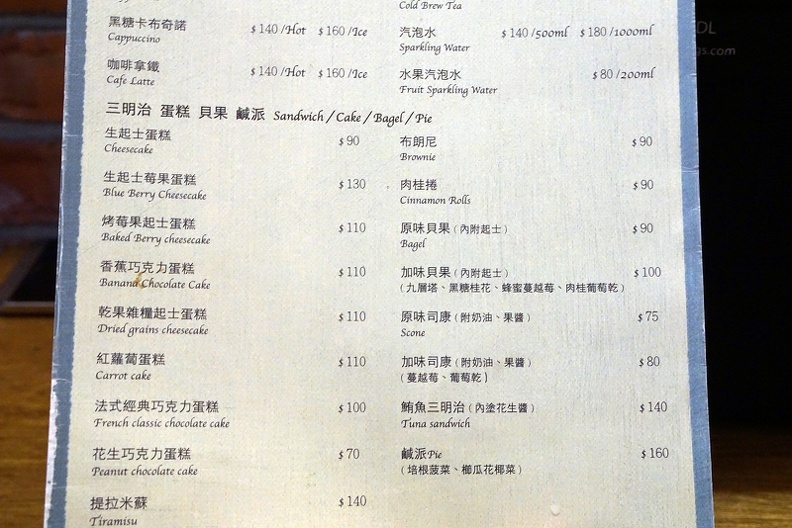 Cold Brew Tea
黑糖卡布奇諾 $140/Hot $160/Ice
Cappuccino
汽泡水 $140/500ml $180/1000ml
Sparkling Water
咖啡拿鐵 $140/Hot $160/Ice
Cafe Latte
水果汽泡水 $80/200ml
Fruit Sparkling Water
三明治 蛋糕 貝果 鹹派 Sandwich / Cake / Bagel / Pie
生起士蛋糕 $90
Cheesecake
布朗尼 $90
Brownie
生起士莓果蛋糕 $130
Blue Berry Cheesecake
肉桂捲 $90
Cinnamon Rolls
烤莓果起士蛋糕 $110
Baked Berry cheesecake
原味貝果(內附起士) $90
Bagel
香蕉巧克力蛋糕 $110
Banana Chocolate Cake
加味貝果(內附起士) $100
(九層塔、黑糖桂花、蜂蜜蔓越莓、肉桂葡萄乾)
乾果雜糧起士蛋糕 $110
Dried grains cheesecake
原味司康(附奶油、果醬) $75
Scone
紅蘿蔔蛋糕 $110
Carrot cake
加味司康(附奶油、果醬) $80
(蔓越莓、葡萄乾)
法式經典巧克力蛋糕 $100
French classic chocolate cake
鮪魚三明治(內塗花生醬) $140
Tuna sandwich
花生巧克力蛋糕 $70
Peanut chocolate cake
鹹派Pie $160
(培根菠菜、櫛瓜花椰菜)
提拉米蘇 $140
Tiramisu